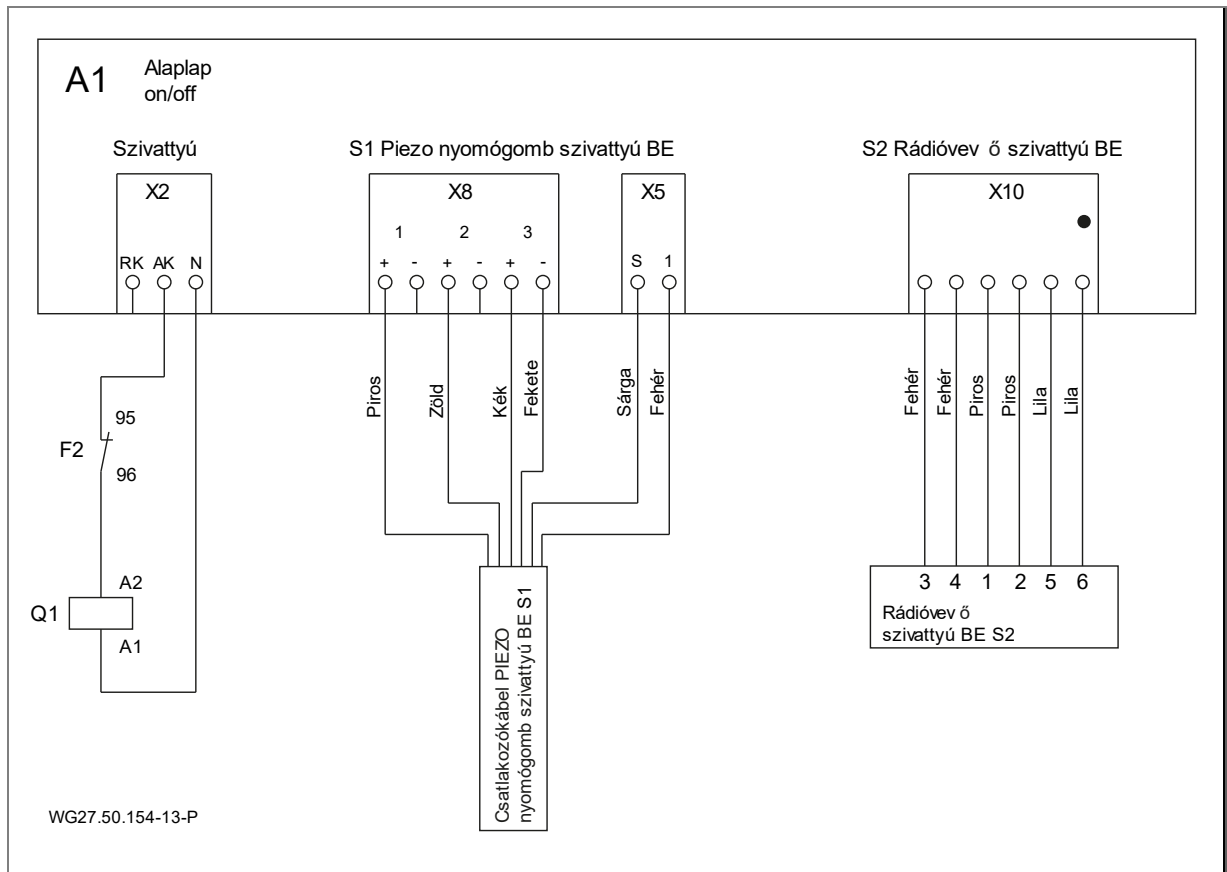 A1
Alaplap
on/off
Szivattyú
S1 Piezo nyomógomb szivattyú BE
S2 Rádióvev ő szivattyú BE
X2
X8
X5
X10
1 2 3
RK AK N
+ - + - + -
S 1
Piros
Zöld
Kék
Fekete
Sárga
Fehér
Fehér
Fehér
Piros
Piros
Lila
Lila
95
F2
96
A2
Q1
A1
Csatlakozókábel PIEZO
nyomógomb szivattyú BE S1
3 4 1 2 5 6
Rádióvev ő
szivattyú BE S2
WG27.50.154-13-P